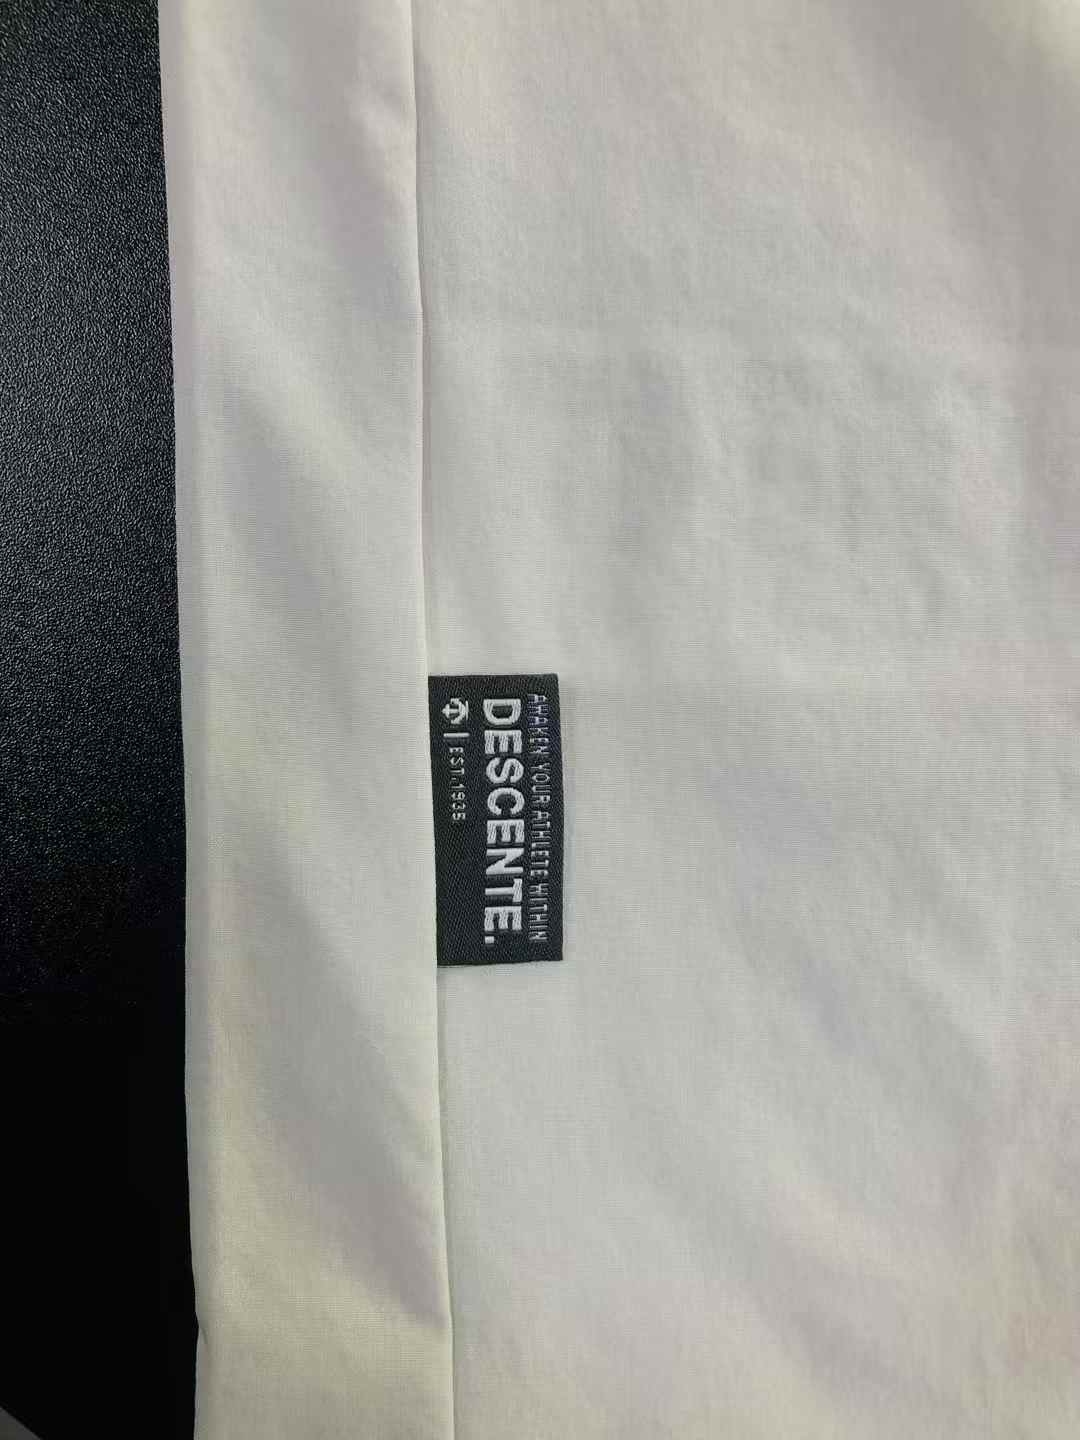 AWAKEN YOUR ATHLETE WITHIN
DESCENTE.
EST.1935